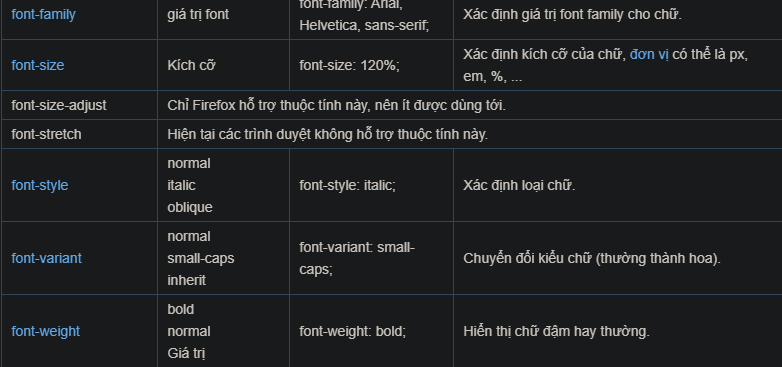 font-family
giá trị font
font-family: Arial,
Helvetica, sans-serif;
Xác định giá trị font family cho chữ.
font-size
Kích cỡ
font-size: 120%;
Xác định kích cỡ của chữ, đơn vị có thể là px,
em, %, ...
font-size-adjust
Chỉ Firefox hỗ trợ thuộc tính này, nên ít được dùng tới.
font-stretch
Hiện tại các trình duyệt không hỗ trợ thuộc tính này.
font-style
normal
italic
oblique
font-style: italic;
Xác định loại chữ.
font-variant
normal
small-caps
inherit
font-variant: small-
caps;
Chuyển đổi kiểu chữ (thường thành hoa).
font-weight
bold
normal
Giá trị
font-weight: bold;
Hiển thị chữ đậm hay thường.